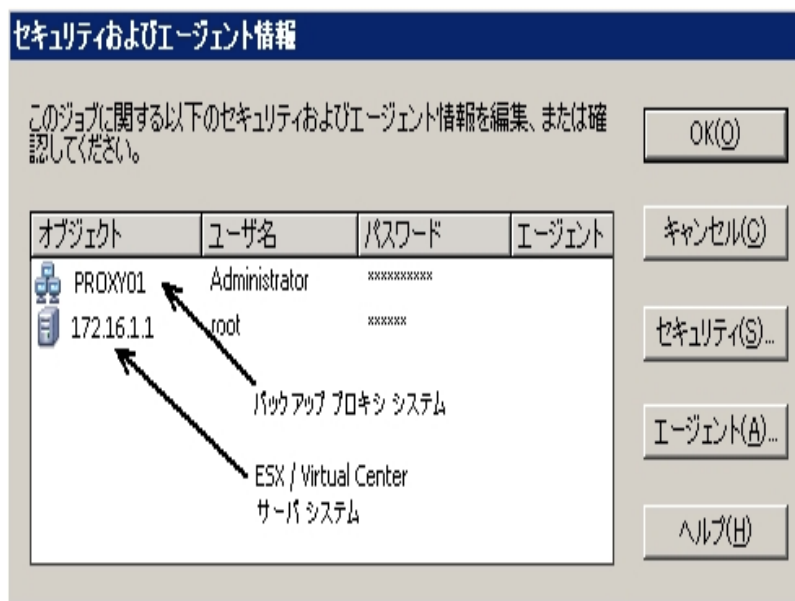 セキュリティおよびエージェント情報
このジョブに関する以下のセキュリティおよびエージェント情報を編集、または確
認してください。
OK(O)
キャンセル(C)
セキュリティ(S)...
エージェント(A)...
ヘルプ(H)
オブジェクト ユーザ名 パスワード エージェント
PROXY01 Administrator **********
172.16.1.1 root ******
バックアップ プロキシ システム
ESX / Virtual Center
サーバ システム